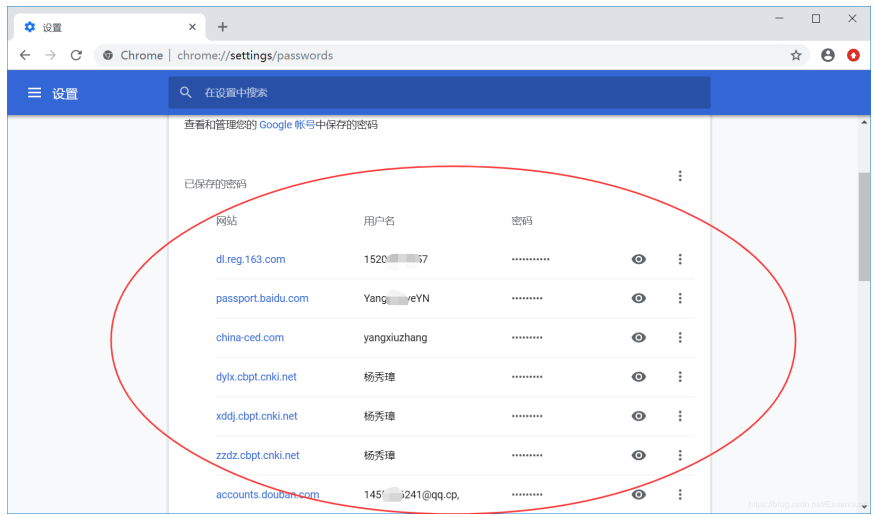 设置
Chrome | chrome://settings/passwords
设置
在设置中搜索
查看和管理您的 Google 帐号中保存的密码
已保存的密码
网站 用户名 密码
dl.reg.163.com 1520 57 •••••••••••
passport.baidu.com Yang veYN •••••••••
china-ced.com yangxiuzhang •••••••••
dylx.cbpt.cnki.net 杨秀璋 •••••••••
xddj.cbpt.cnki.net 杨秀璋 •••••••••
zzdz.cbpt.cnki.net 杨秀璋 •••••••••
accounts.douban.com 145 5241@qq.cp, •••••••••